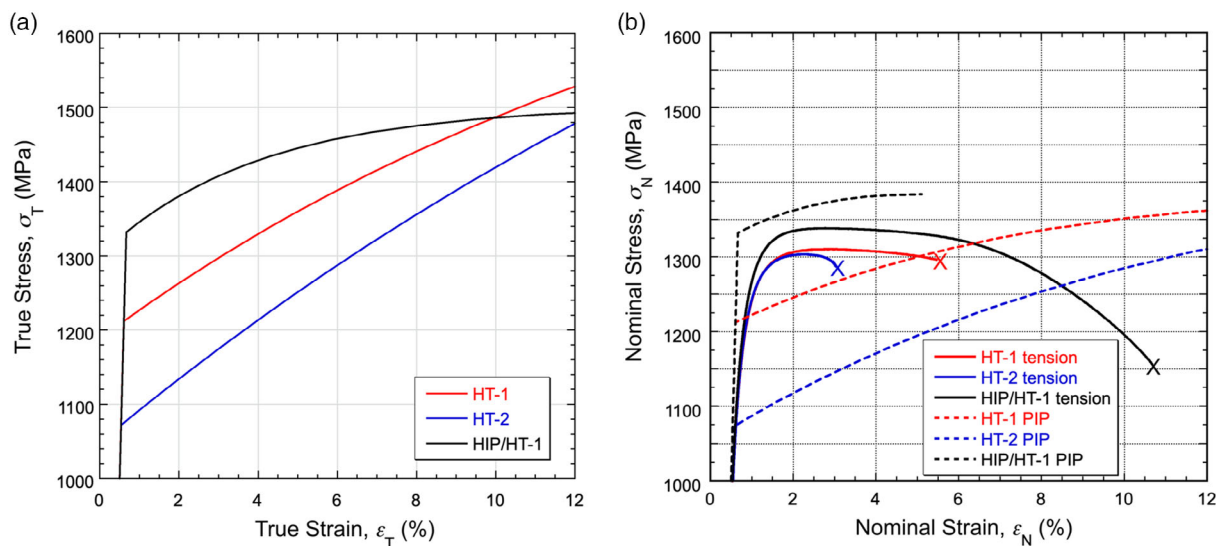 (a)
1600
1500
1400
1300
1200
1100
1000
True Stress, σT (MPa)
0 2 4 6 8 10 12
True Strain, εT (%)
HT-1
HT-2
HIP/HT-1
(b)
1600
1500
1400
1300
1200
1100
1000
Nominal Stress, σN (MPa)
0 2 4 6 8 10 12
Nominal Strain, εN (%)
HT-1 tension
HT-2 tension
HIP/HT-1 tension
HT-1 PIP
HT-2 PIP
HIP/HT-1 PIP